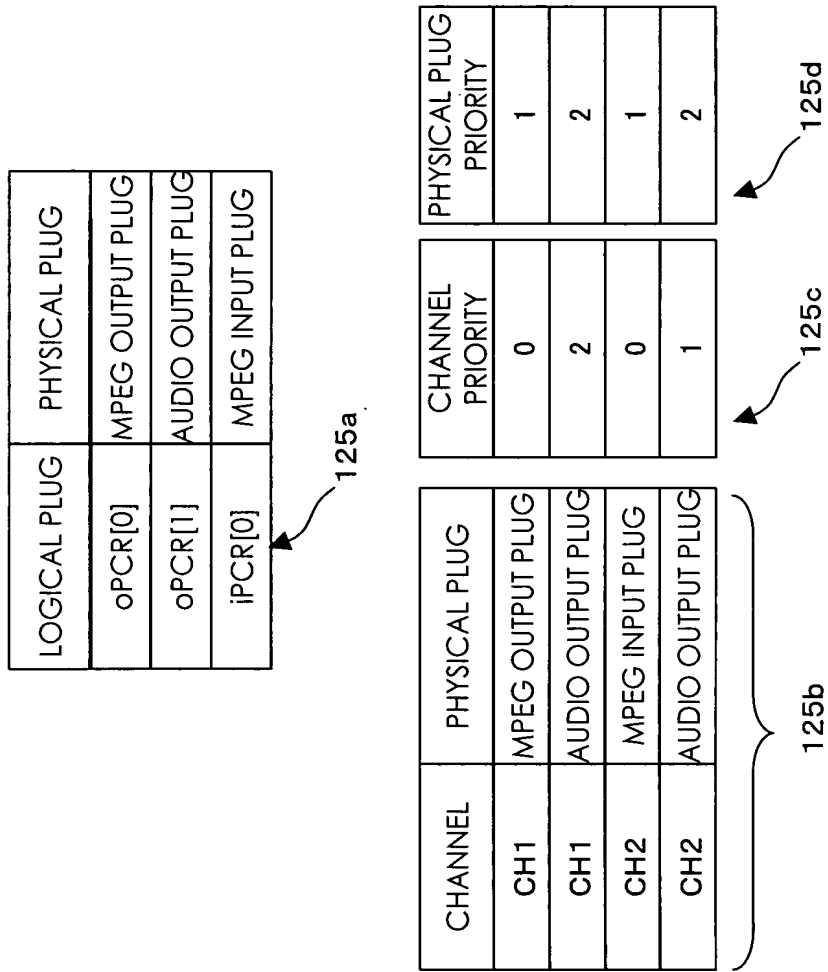 LOGICAL PLUG PHYSICAL PLUG
oPCR[0] MPEG OUTPUT PLUG
oPCR[1] AUDIO OUTPUT PLUG
iPCR[0] MPEG INPUT PLUG
125a
CHANNEL PHYSICAL PLUG
CH1 MPEG OUTPUT PLUG
CH1 AUDIO OUTPUT PLUG
CH2 MPEG INPUT PLUG
CH2 AUDIO OUTPUT PLUG
125b
CHANNEL
PRIORITY
0
2
0
1
125c
PHYSICAL PLUG
PRIORITY
1
2
1
2
125d